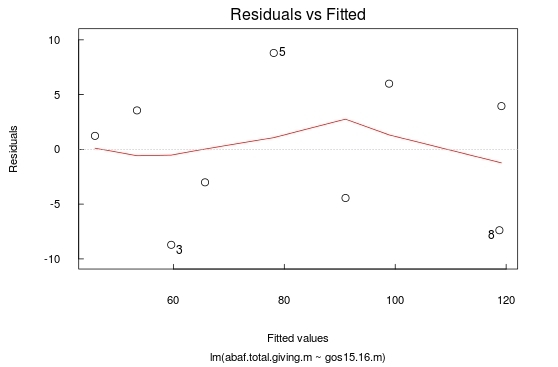 Residuals vs Fitted
10
5
0
-5
-10
Residuals
5
3
8
60 80 100 120
Fitted values
lm(abaf.total.giving.m ~ gos15.16.m)